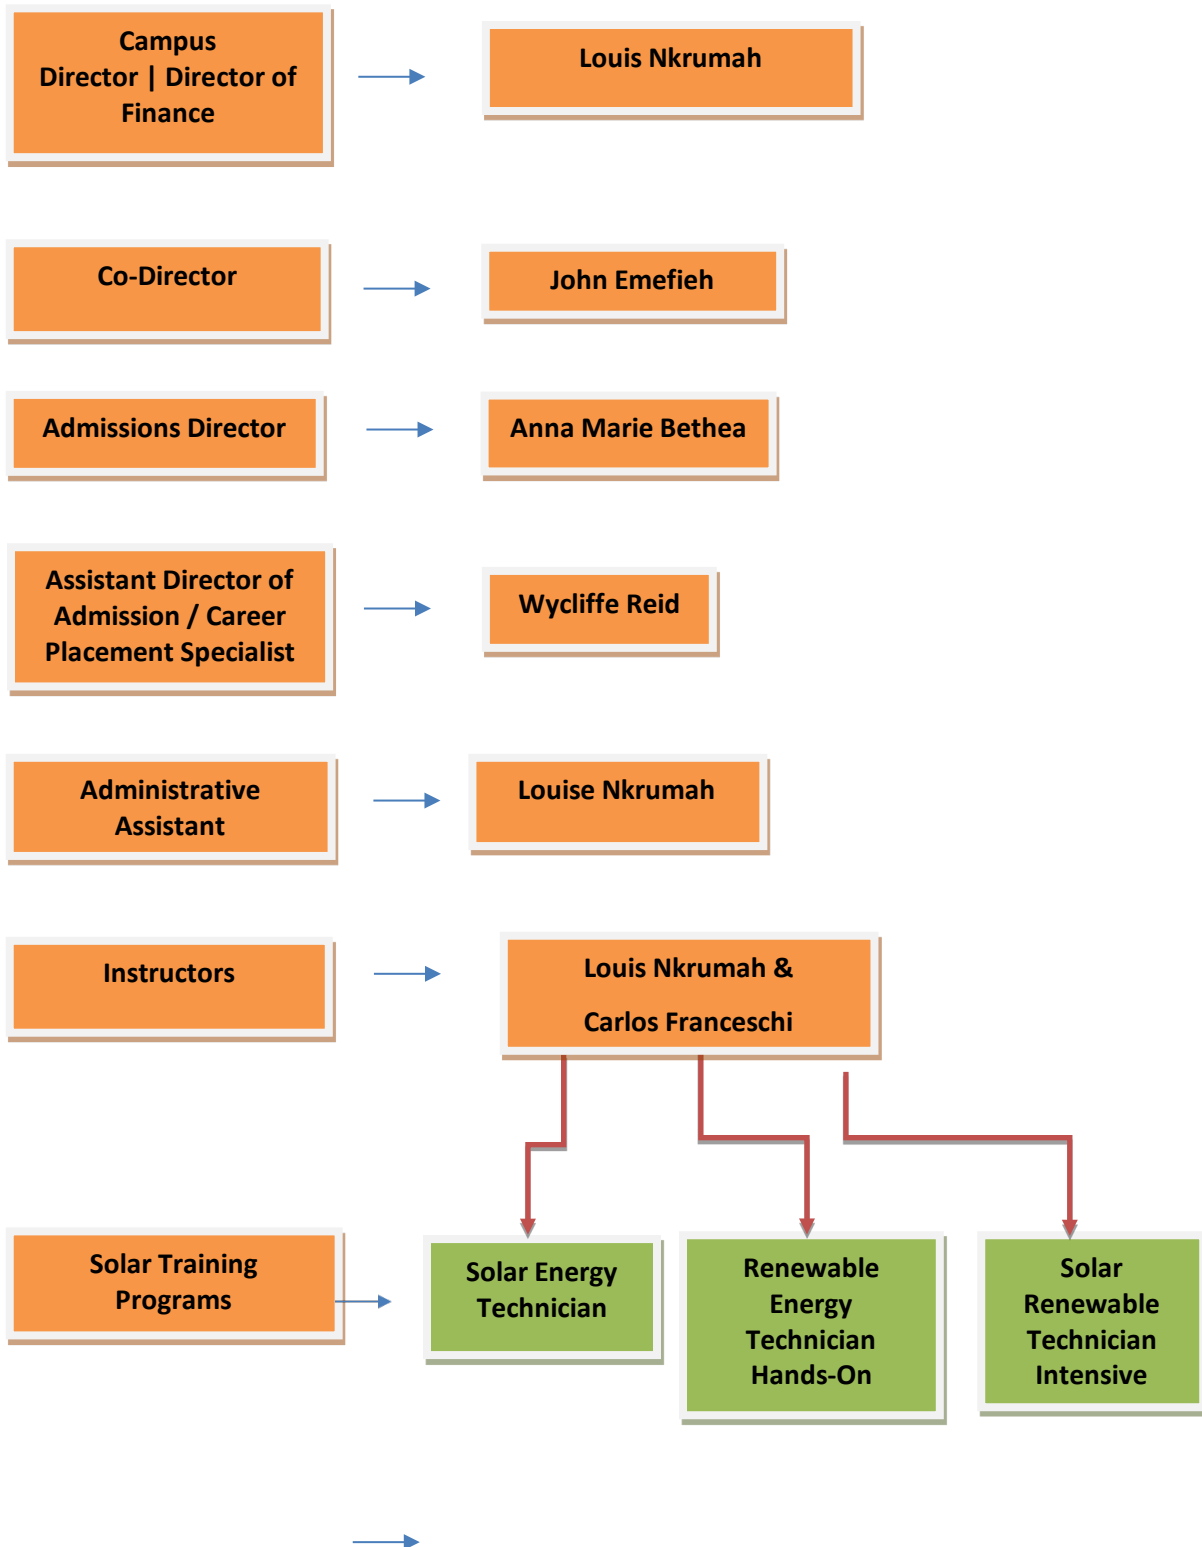 Campus
Director | Director of
Finance
Louis Nkrumah
Co-Director
John Emefieh
Admissions Director
Anna Marie Bethea
Assistant Director of
Admission / Career
Placement Specialist
Wycliffe Reid
Administrative
Assistant
Louise Nkrumah
Instructors
Louis Nkrumah &
Carlos Franceschi
Solar Training
Programs
Solar Energy
Technician
Renewable
Energy
Technician
Hands-On
Solar
Renewable
Technician
Intensive